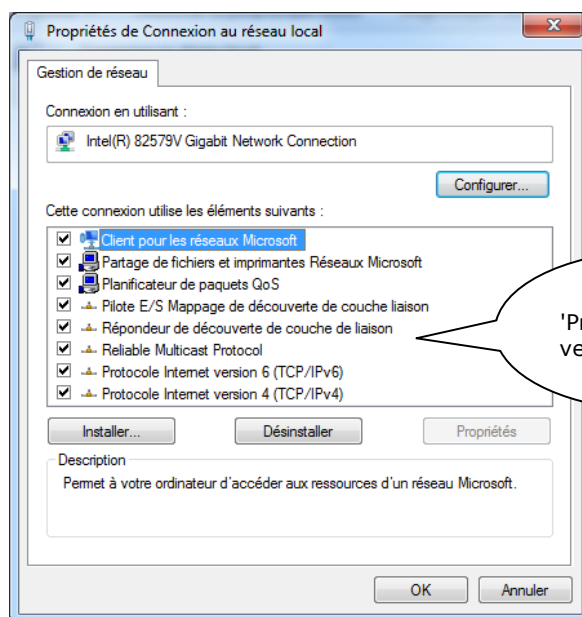 Propriétés de Connexion au réseau local
Gestion de réseau
Connexion en utilisant :
Intel(R) 82579V Gigabit Network Connection
Configurer...
Cette connexion utilise les éléments suivants :
Client pour les réseaux Microsoft
Partage de fichiers et imprimantes Réseaux Microsoft
Planificateur de paquets QoS
Pilote E/S Mappage de découverte de couche liaison
Répondeur de découverte de couche de liaison
Reliable Multicast Protocol
Protocole Internet version 6 (TCP/IPv6)
Protocole Internet version 4 (TCP/IPv4)
Installer...
Désinstaller
Propriétés
Description
Permet à votre ordinateur d'accéder aux ressources d'un réseau Microsoft.
OK
Annuler